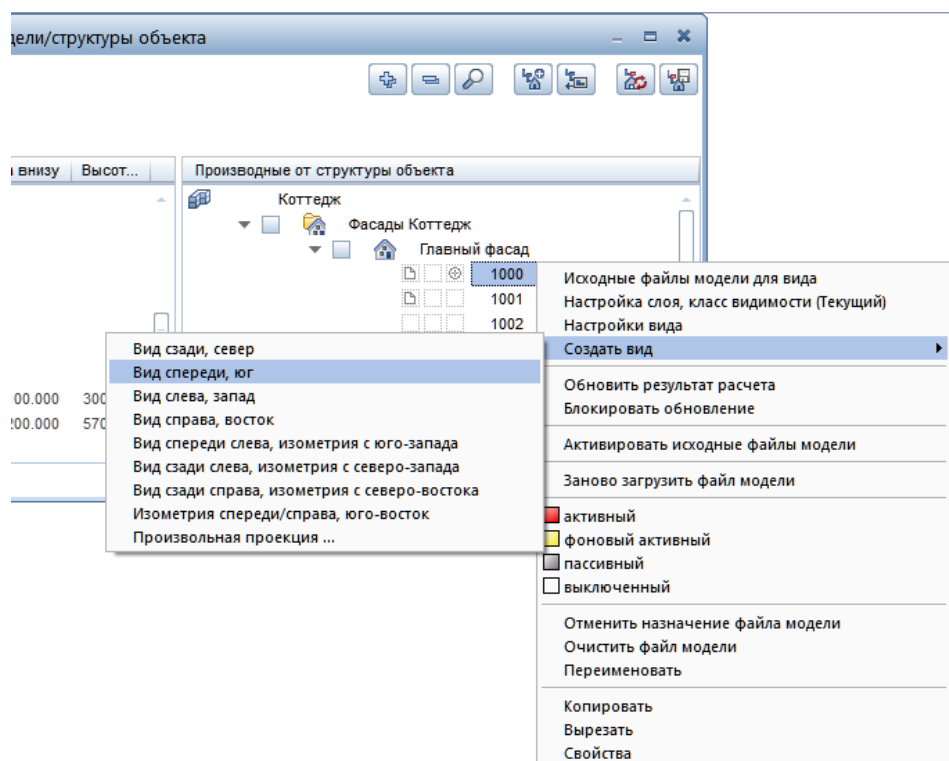 дели/структуры объекта
а внизу Высот... Производные от структуры объекта
Коттедж
Фасады Коттедж
Главный фасад
1000
1001
1002
Исходные файлы модели для вида
Настройка слоя, класс видимости (Текущий)
Настройки вида
Создать вид
Обновить результат расчета
Блокировать обновление
Активировать исходные файлы модели
Заново загрузить файл модели
активный
фоновый активный
пассивный
выключенный
Отменить назначение файла модели
Очистить файл модели
Переименовать
Копировать
Вырезать
Свойства
Вид сзади, север
Вид спереди, юг
Вид слева, запад
Вид справа, восток
Вид спереди слева, изометрия с юго-запада
Вид сзади слева, изометрия с северо-запада
Вид сзади справа, изометрия с северо-востока
Изометрия спереди/справа, юго-восток
Произвольная проекция ...
00.000 300
200.000 570